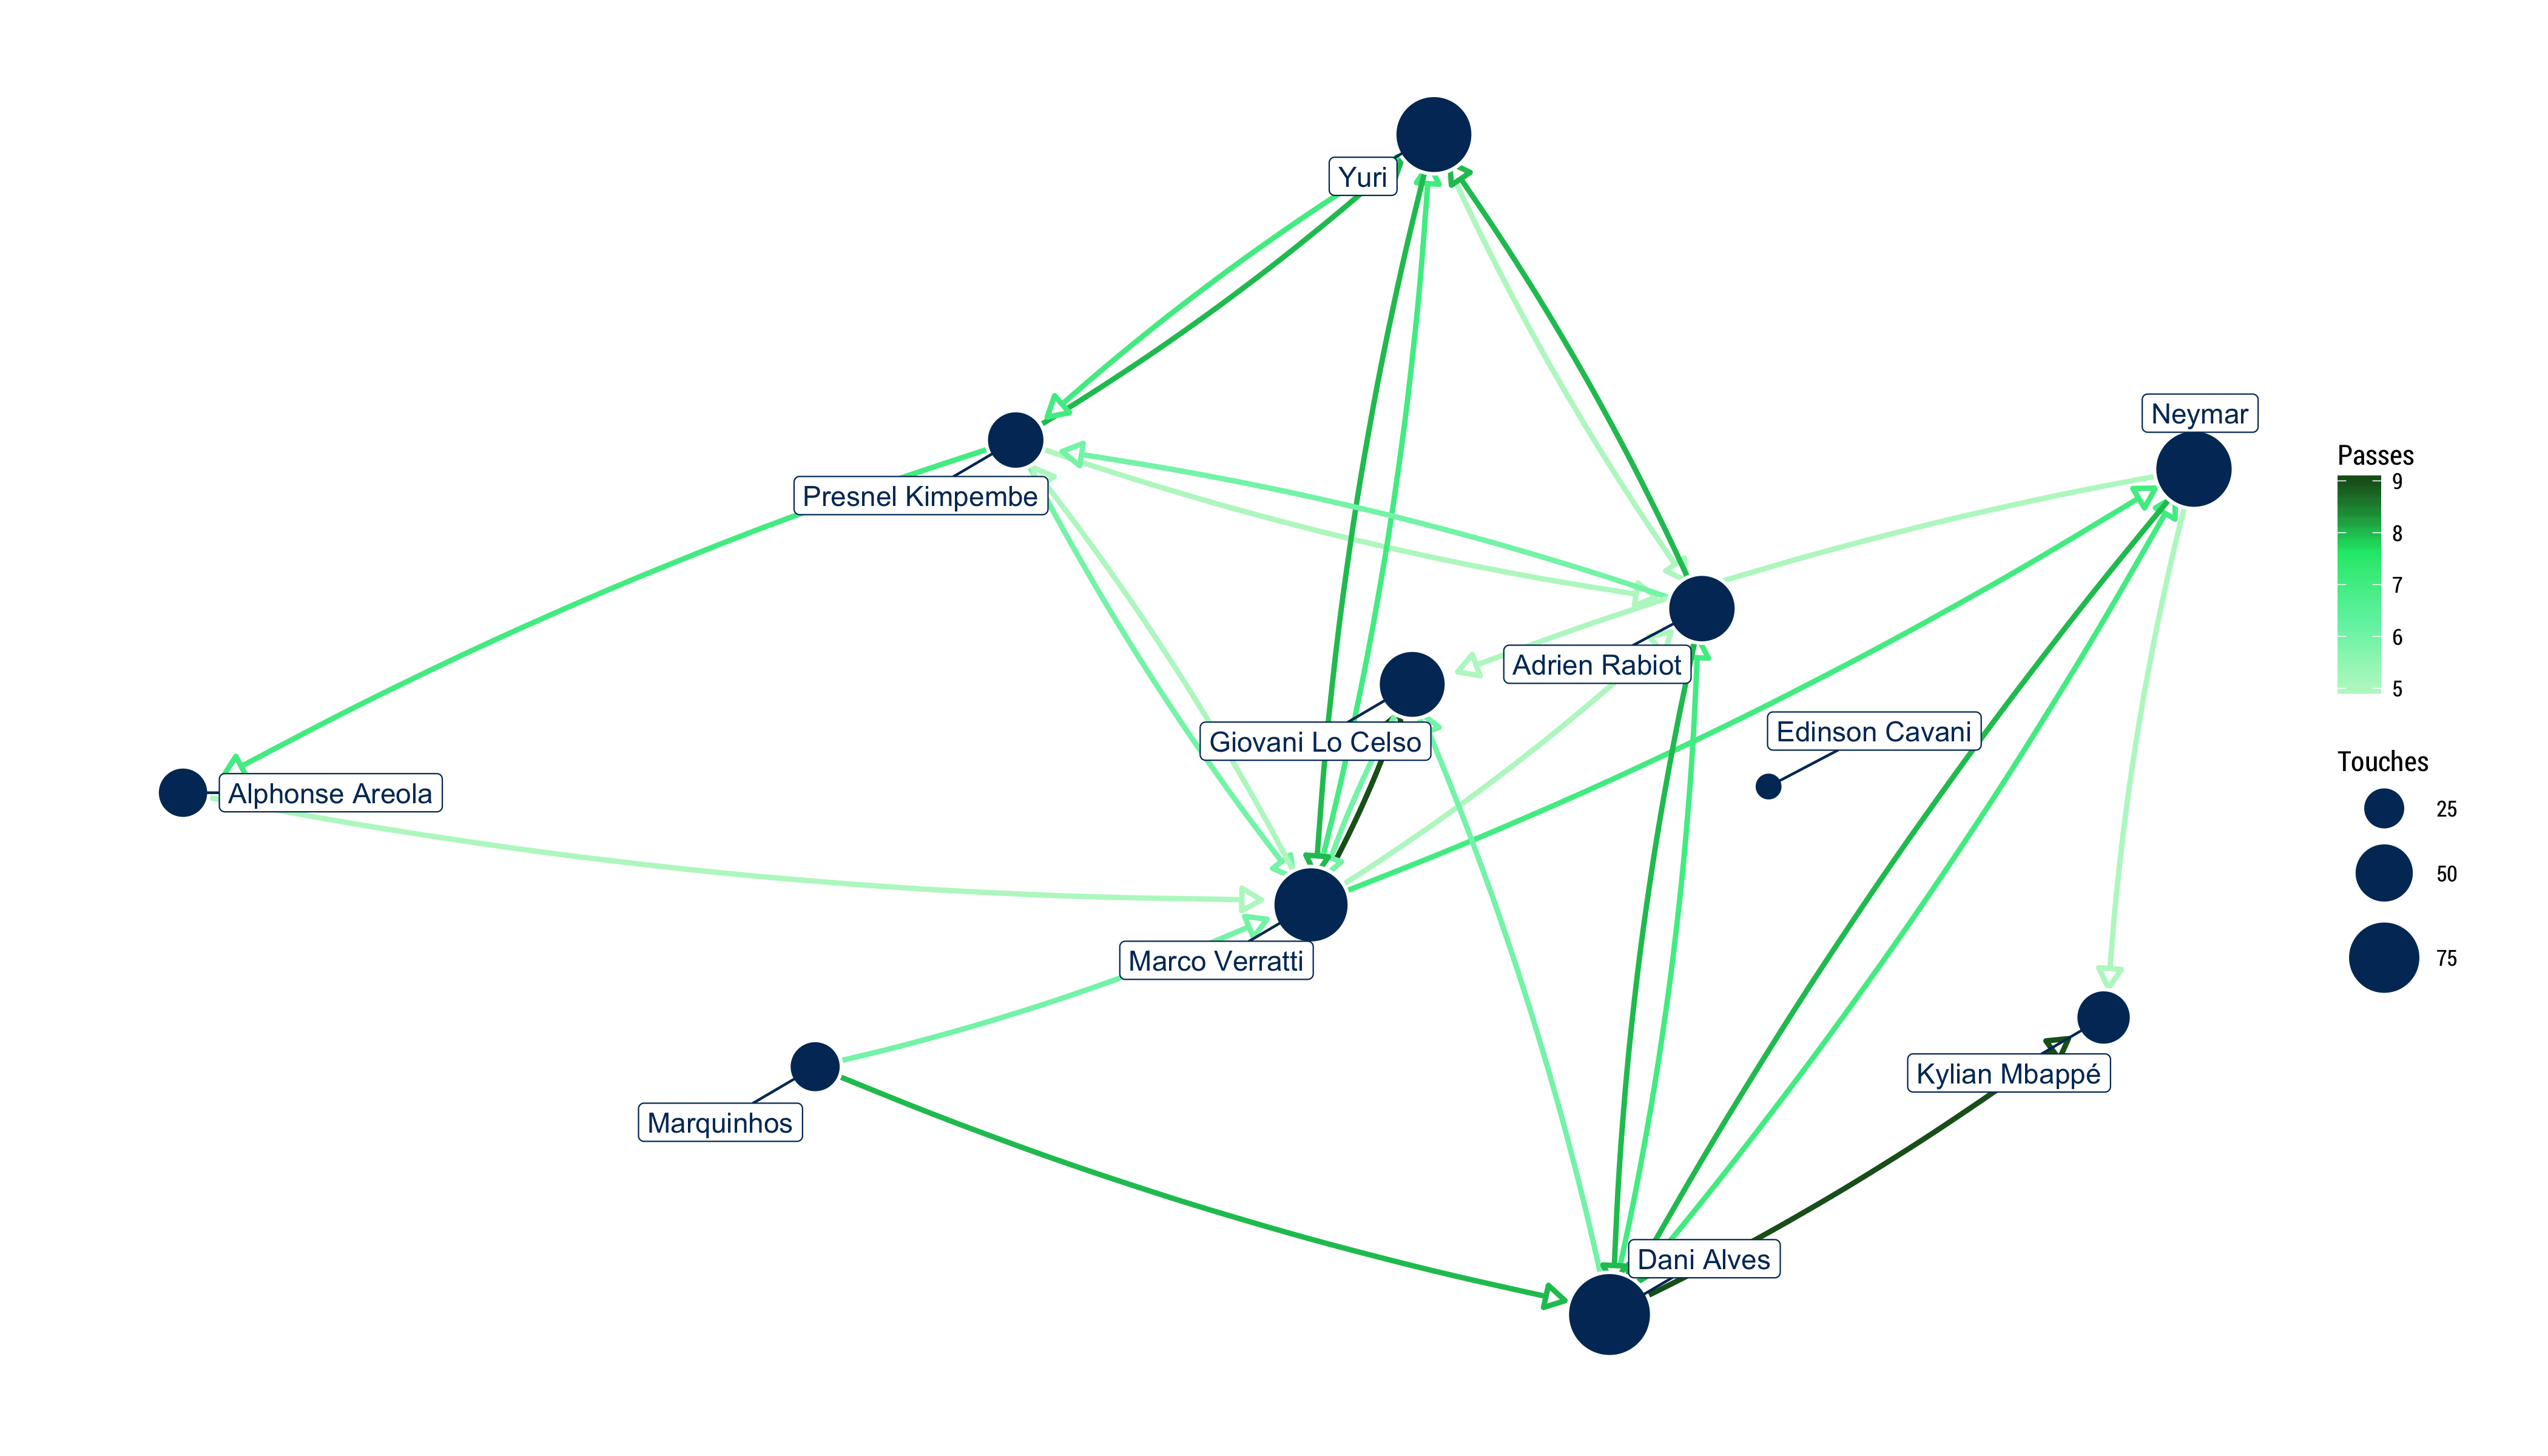 Yuri
Neymar
Presnel Kimpembe
Adrien Rabiot
Giovani Lo Celso
Edinson Cavani
Alphonse Areola
Marco Verratti
Kylian Mbappé
Marquinhos
Dani Alves
Passes
9
8
7
6
5
Touches
25
50
75